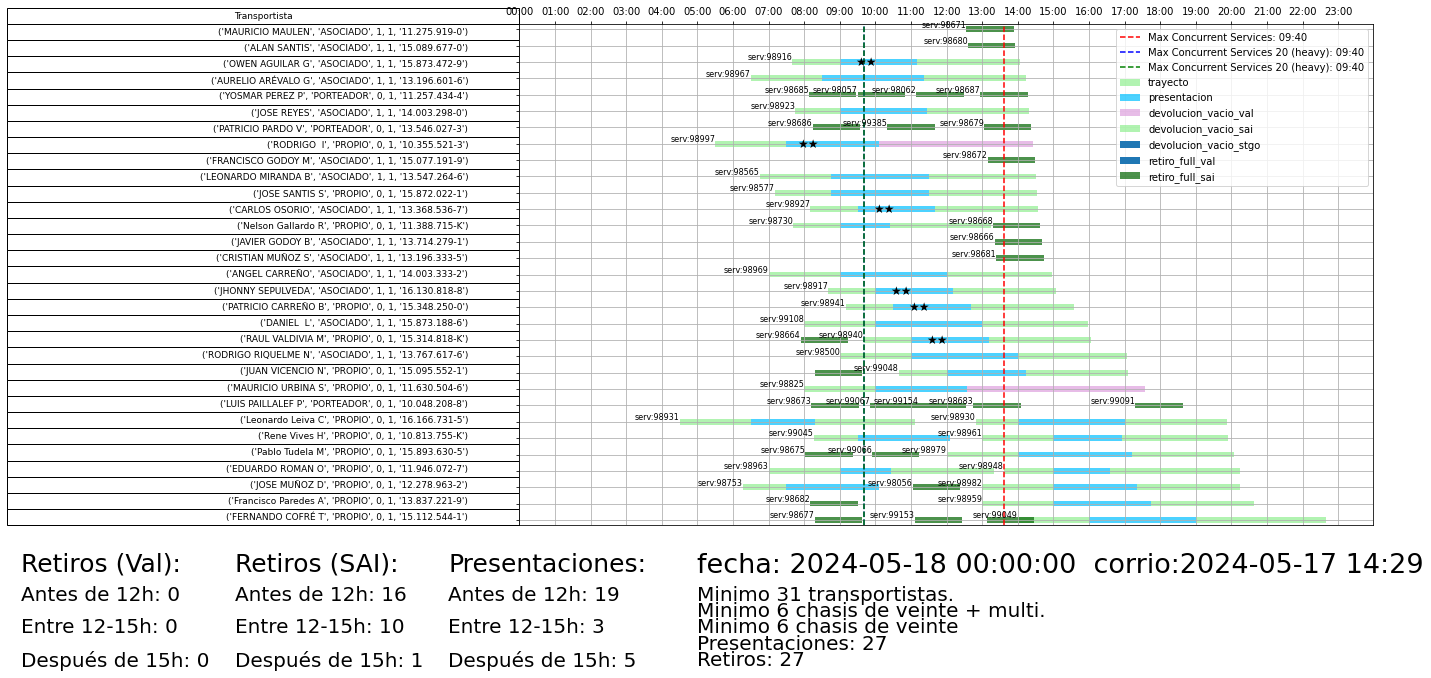 Transportista
00:00 01:00 02:00 03:00 04:00 05:00 06:00 07:00 08:00 09:00 10:00 11:00 12:00 13:00 14:00 15:00 16:00 17:00 18:00 19:00 20:00 21:00 22:00 23:00
('MAURICIO MAULEN', 'ASOCIADO', 1, 1, '11.275.919-0') serv:98671
('ALAN SANTIS', 'ASOCIADO', 1, 1, '15.089.677-0') serv:98680
('OWEN AGUILAR G', 'ASOCIADO', 1, 1, '15.873.472-9') serv:98916
('AURELIO ARÉVALO G', 'ASOCIADO', 1, 1, '13.196.601-6') serv:98967
('YOSMAR PEREZ P', 'PORTEADOR', 0, 1, '11.257.434-4') serv:98685 serv:98057 serv:98062 serv:98687
('JOSE REYES', 'ASOCIADO', 1, 1, '14.003.298-0') serv:98923
('PATRICIO PARDO V', 'PORTEADOR', 0, 1, '13.546.027-3') serv:98686 serv:99385 serv:98679
('RODRIGO  I', 'PROPIO', 0, 1, '10.355.521-3') serv:98997
('FRANCISCO GODOY M', 'ASOCIADO', 1, 1, '15.077.191-9') serv:98672
('LEONARDO MIRANDA B', 'ASOCIADO', 1, 1, '13.547.264-6') serv:98565
('JOSE SANTIS S', 'PROPIO', 0, 1, '15.872.022-1') serv:98577
('CARLOS OSORIO', 'ASOCIADO', 1, 1, '13.368.536-7') serv:98927
('Nelson Gallardo R', 'PROPIO', 0, 1, '11.388.715-K') serv:98730 serv:98668
('JAVIER GODOY B', 'ASOCIADO', 1, 1, '13.714.279-1') serv:98666
('CRISTIAN MUÑOZ S', 'ASOCIADO', 1, 1, '13.196.333-5') serv:98681
('ANGEL CARREÑO', 'ASOCIADO', 1, 1, '14.003.333-2') serv:98969
('JHONNY SEPULVEDA', 'ASOCIADO', 1, 1, '16.130.818-8') serv:98917
('PATRICIO CARREÑO B', 'PROPIO', 0, 1, '15.348.250-0') serv:98941
('DANIEL  L', 'ASOCIADO', 1, 1, '15.873.188-6') serv:99108
('RAUL VALDIVIA M', 'PROPIO', 0, 1, '15.314.818-K') serv:98664 serv:98940
('RODRIGO RIQUELME N', 'ASOCIADO', 1, 1, '13.767.617-6') serv:98500
('JUAN VICENCIO N', 'PROPIO', 0, 1, '15.095.552-1') serv:99048
('MAURICIO URBINA S', 'PROPIO', 0, 1, '11.630.504-6') serv:98825
('LUIS PAILLALEF P', 'PORTEADOR', 0, 1, '10.048.208-8') serv:98673 serv:99067 serv:99154 serv:98683 serv:99091
('Leonardo Leiva C', 'PROPIO', 0, 1, '16.166.731-5') serv:98931 serv:98930
('Rene Vives H', 'PROPIO', 0, 1, '10.813.755-K') serv:99045 serv:98961
('Pablo Tudela M', 'PROPIO', 0, 1, '15.893.630-5') serv:98675 serv:99066 serv:98979
('EDUARDO ROMAN O', 'PROPIO', 0, 1, '11.946.072-7') serv:98963 serv:98948
('JOSE MUÑOZ D', 'PROPIO', 0, 1, '12.278.963-2') serv:98753 serv:98056 serv:98982
('Francisco Paredes A', 'PROPIO', 0, 1, '13.837.221-9') serv:98682 serv:98959
('FERNANDO COFRÉ T', 'PROPIO', 0, 1, '15.112.544-1') serv:98677 serv:99153 serv:99049
Max Concurrent Services: 09:40
Max Concurrent Services 20 (heavy): 09:40
Max Concurrent Services 20 (heavy): 09:40
trayecto
presentacion
devolucion_vacio_val
devolucion_vacio_sai
devolucion_vacio_stgo
retiro_full_val
retiro_full_sai
Retiros (Val):
Antes de 12h: 0
Entre 12-15h: 0
Después de 15h: 0
Retiros (SAI):
Antes de 12h: 16
Entre 12-15h: 10
Después de 15h: 1
Presentaciones:
Antes de 12h: 19
Entre 12-15h: 3
Después de 15h: 5
fecha: 2024-05-18 00:00:00  corrio:2024-05-17 14:29
Minimo 31 transportistas.
Minimo 6 chasis de veinte + multi.
Minimo 6 chasis de veinte
Presentaciones: 27
Retiros: 27